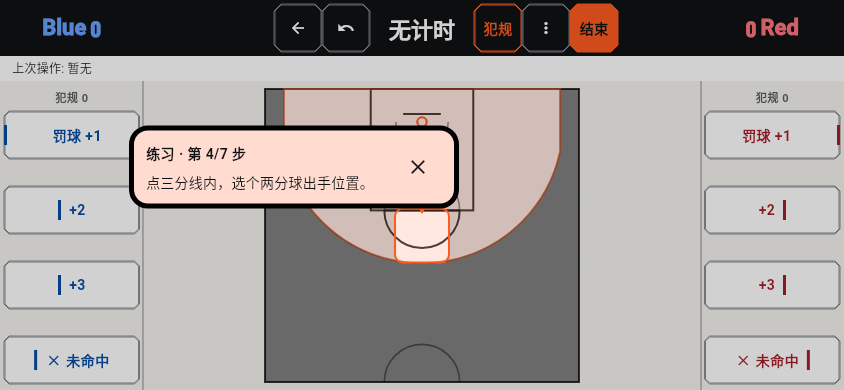 Blue 0
无计时
犯规
结束
0 Red
上次操作: 暂无
犯规 0
罚球 +1
+2
+3
× 未命中
练习 · 第 4/7 步
点三分线内，选个两分球出手位置。
犯规 0
罚球 +1
+2
+3
× 未命中